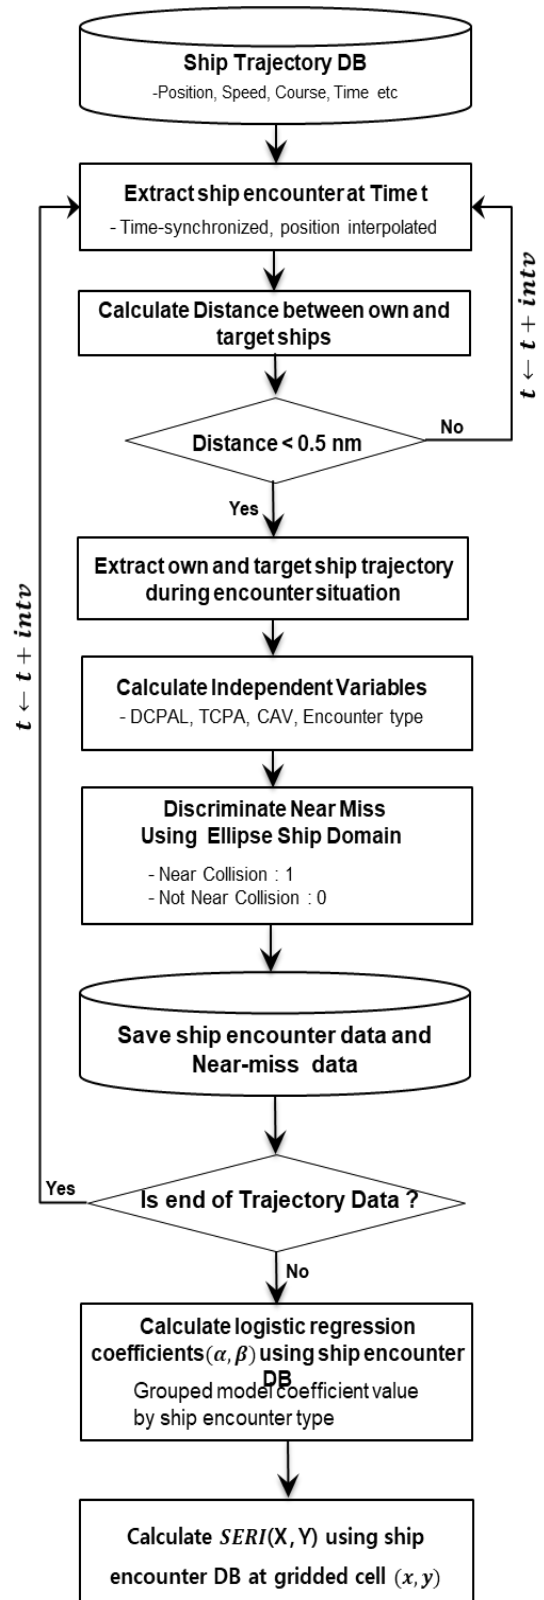 Ship Trajectory DB
-Position, Speed, Course, Time etc
Extract ship encounter at Time t
- Time-synchronized, position interpolated
Calculate Distance between own and
target ships
t ← t + intv
Distance < 0.5 nm
No
Yes
Extract own and target ship trajectory
during encounter situation
t ← t + intv
Calculate Independent Variables
- DCPAL, TCPA, CAV, Encounter type
Discriminate Near Miss
Using Ellipse Ship Domain
- Near Collision : 1
- Not Near Collision : 0
Save ship encounter data and
Near-miss data
Is end of Trajectory Data ?
Yes
No
Calculate logistic regression
coefficients(α, β) using ship encounter
DB
Grouped model coefficient value
by ship encounter type
Calculate SERI(X, Y) using ship
encounter DB at gridded cell (x, y)